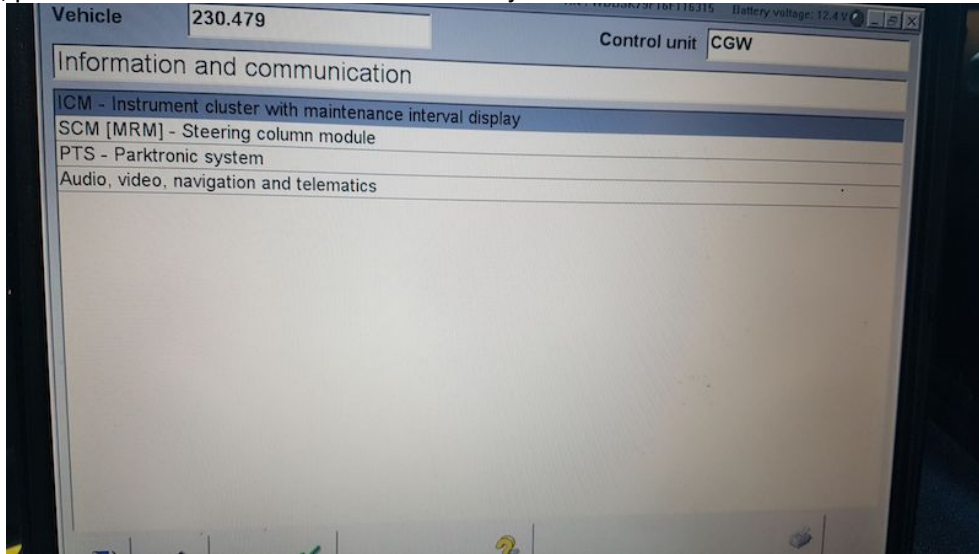 Battery voltage: 12.4 V
Vehicle 230.479
Control unit CGW
Information and communication
ICM - Instrument cluster with maintenance interval display
SCM [MRM] - Steering column module
PTS - Parktronic system
Audio, video, navigation and telematics